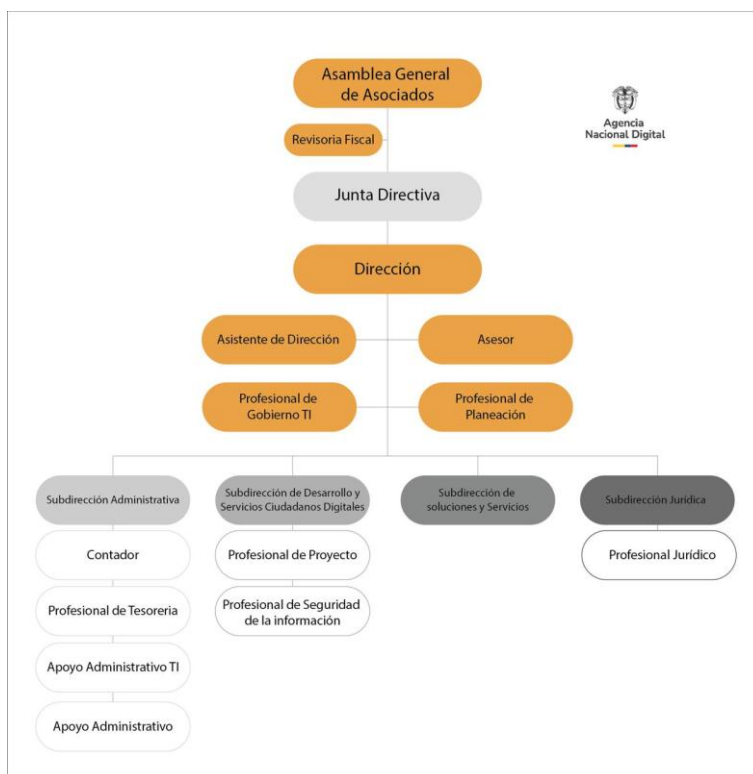 Asamblea General
de Asociados
Agencia
Nacional Digital
Revisoria Fiscal
Junta Directiva
Dirección
Asistente de Dirección
Asesor
Profesional de
Gobierno TI
Profesional de
Planeación
Subdirección Administrativa
Subdirección de Desarrollo y
Servicios Ciudadanos Digitales
Subdirección de
soluciones y Servicios
Subdirección Jurídica
Contador
Profesional de Proyecto
Profesional Jurídico
Profesional de Tesoreria
Profesional de Seguridad
de la información
Apoyo Administrativo TI
Apoyo Administrativo